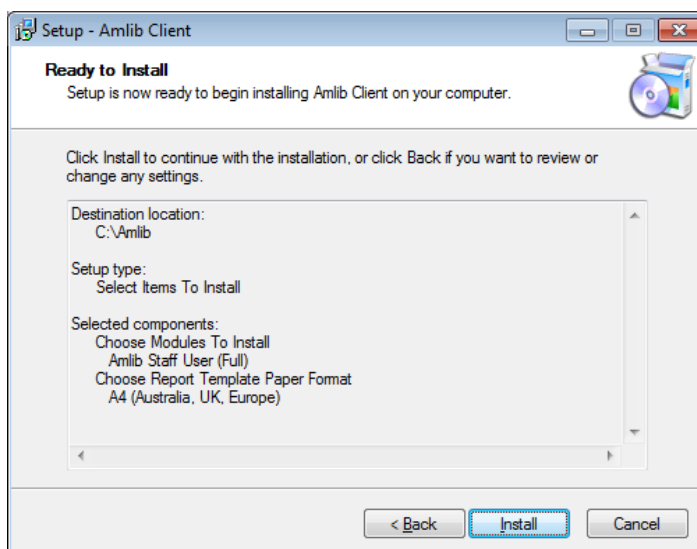 Setup - Amlib Client
Ready to Install
Setup is now ready to begin installing Amlib Client on your computer.
Click Install to continue with the installation, or click Back if you want to review or
change any settings.
Destination location:
C:\Amlib
Setup type:
Select Items To Install
Selected components:
Choose Modules To Install
Amlib Staff User (Full)
Choose Report Template Paper Format
A4 (Australia, UK, Europe)
< Back
Install
Cancel